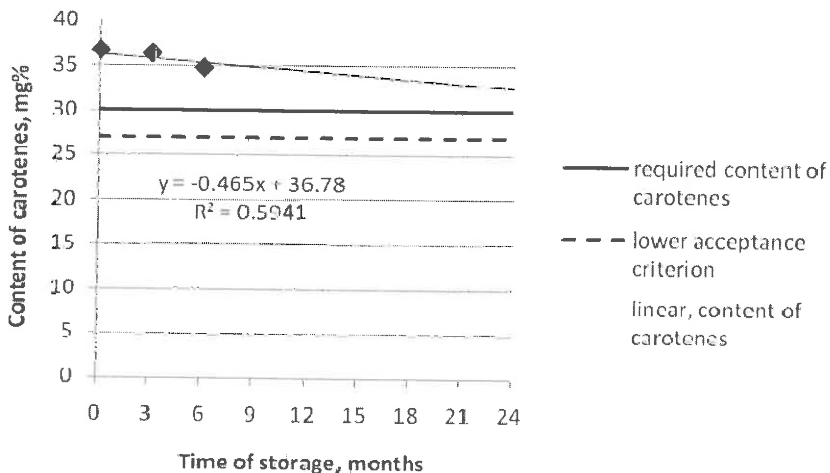 Content of carotenes, mg%
40
35
30
25
20
15
10
5
0
y = -0.465x + 36.78
R² = 0.5941
0 3 6 9 12 15 18 21 24
Time of storage, months
required content of
carotenes
lower acceptance
criterion
linear, content of
carotenes